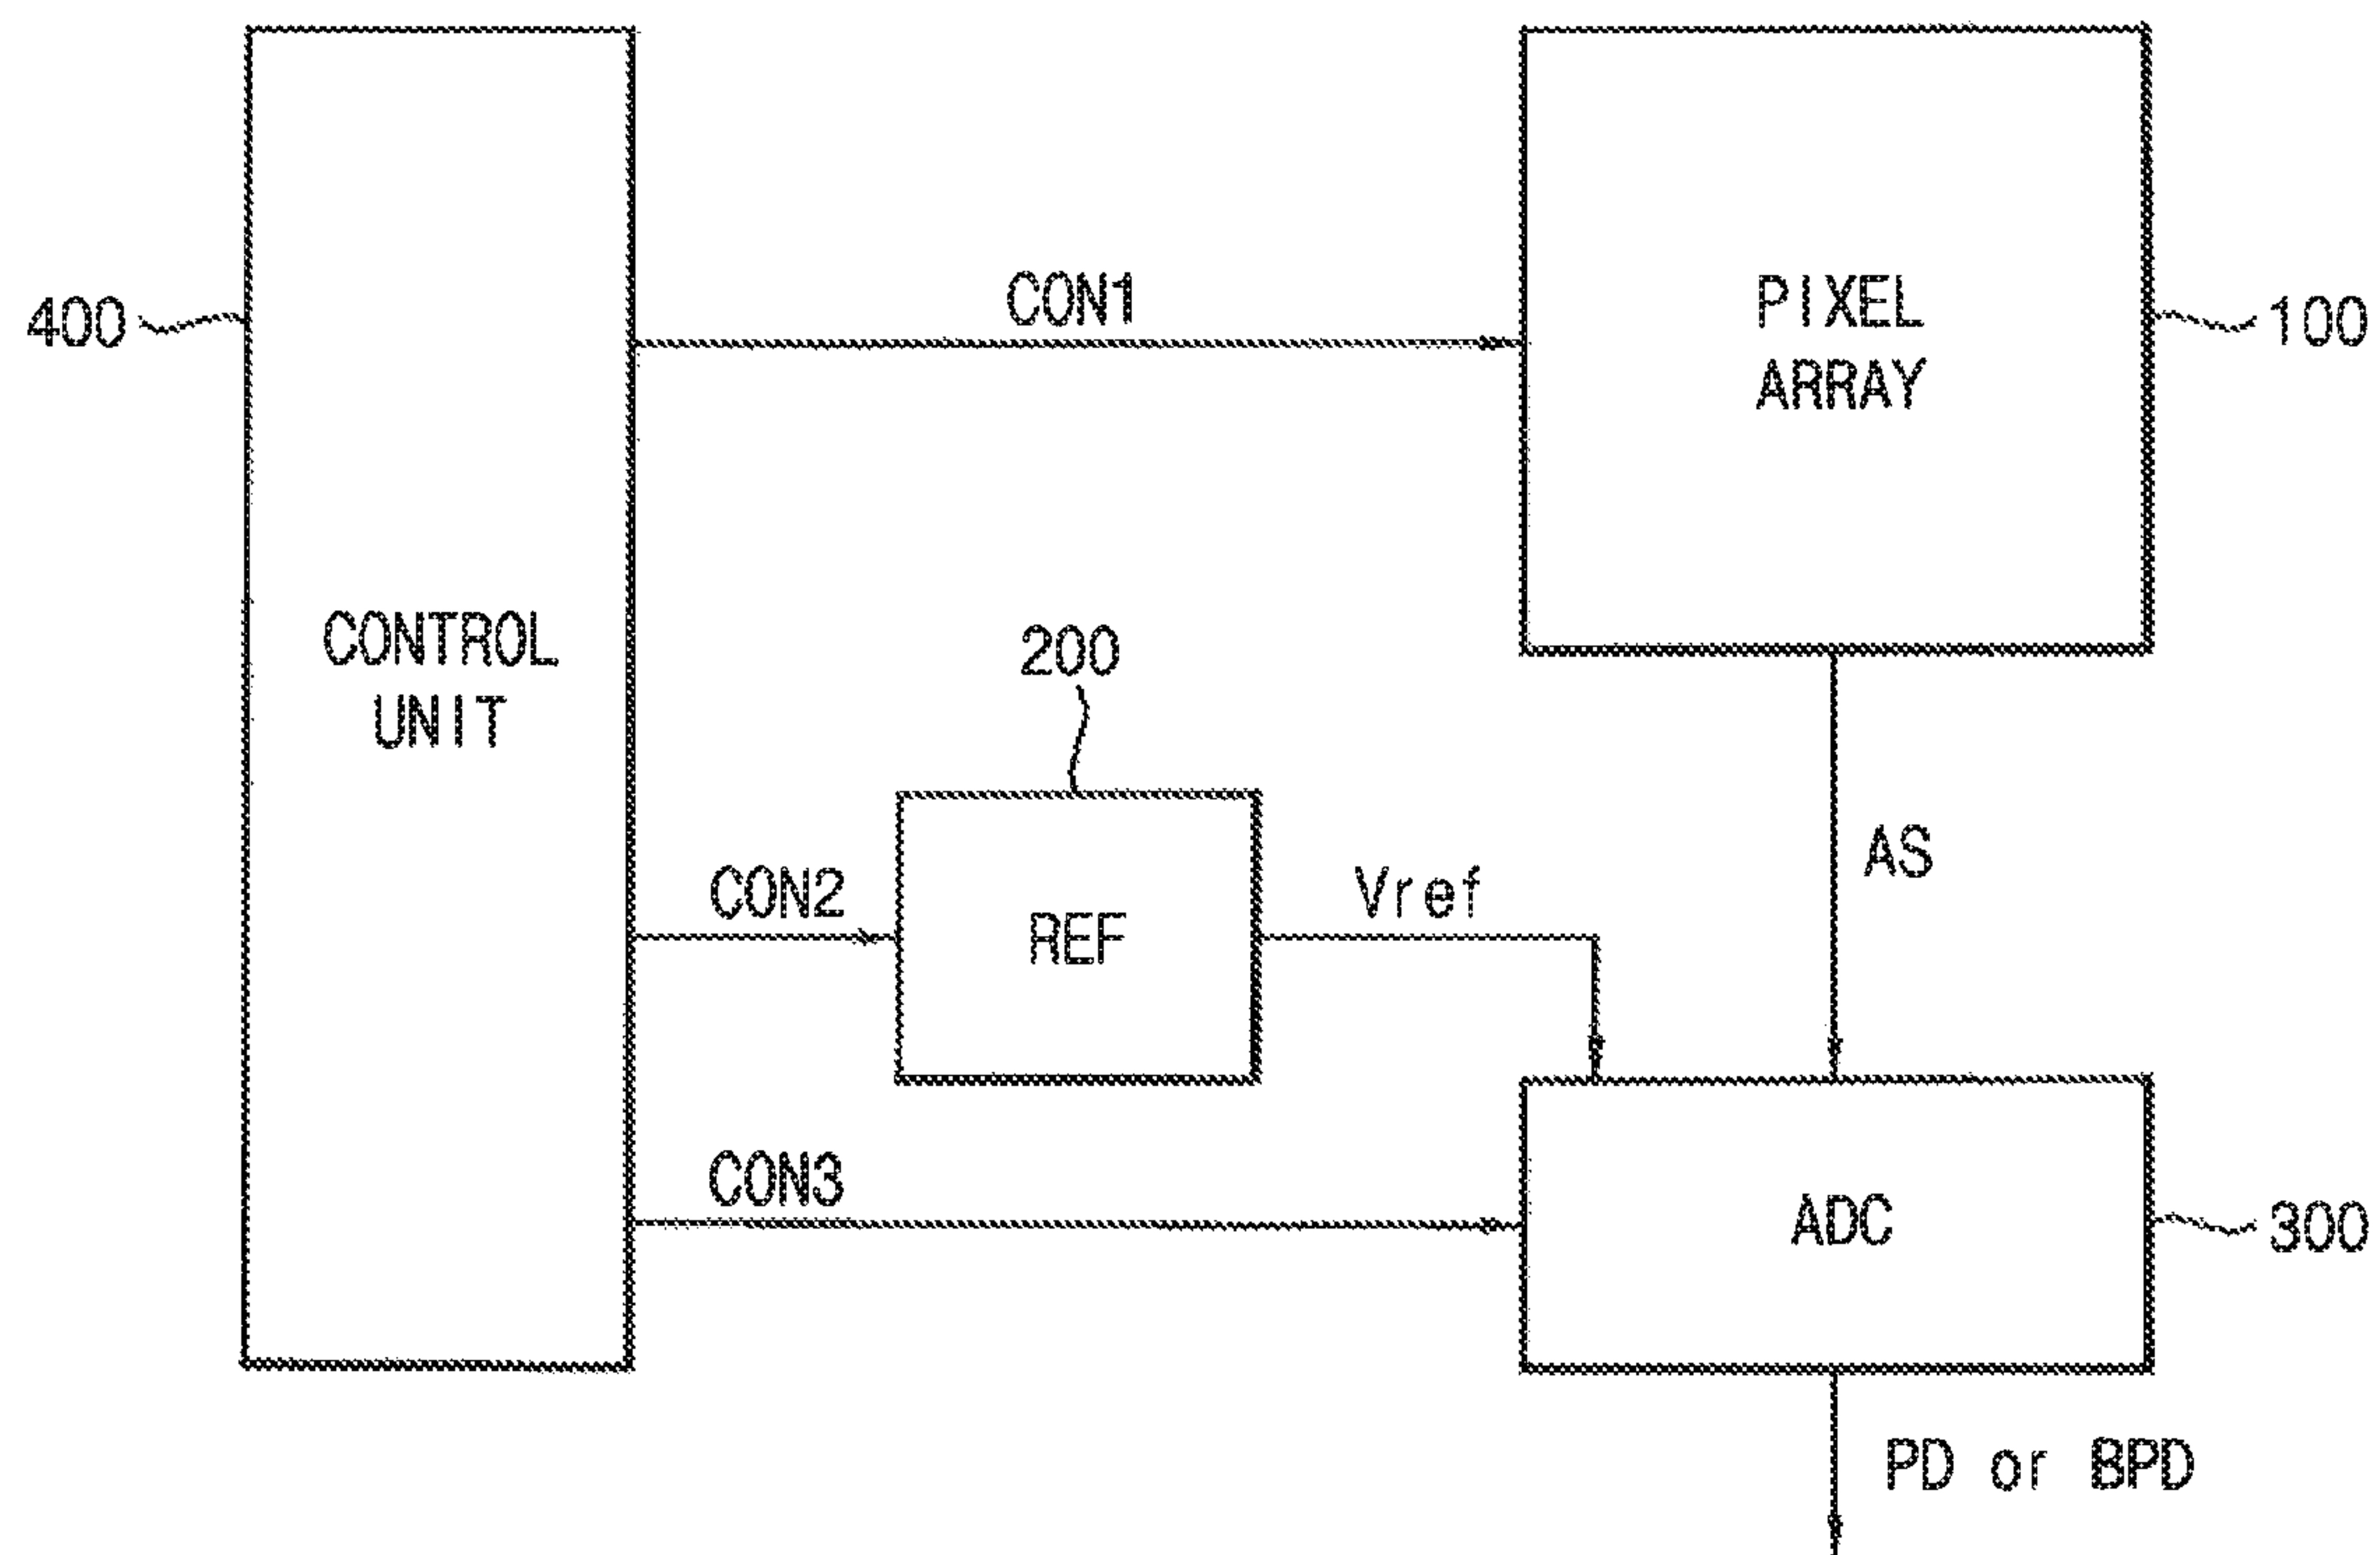 CON1
PIXEL
ARRAY
400
100
CONTROL
UNIT
200
CON2
REF
Vref
AS
CON3
ADC
300
PD or BPD